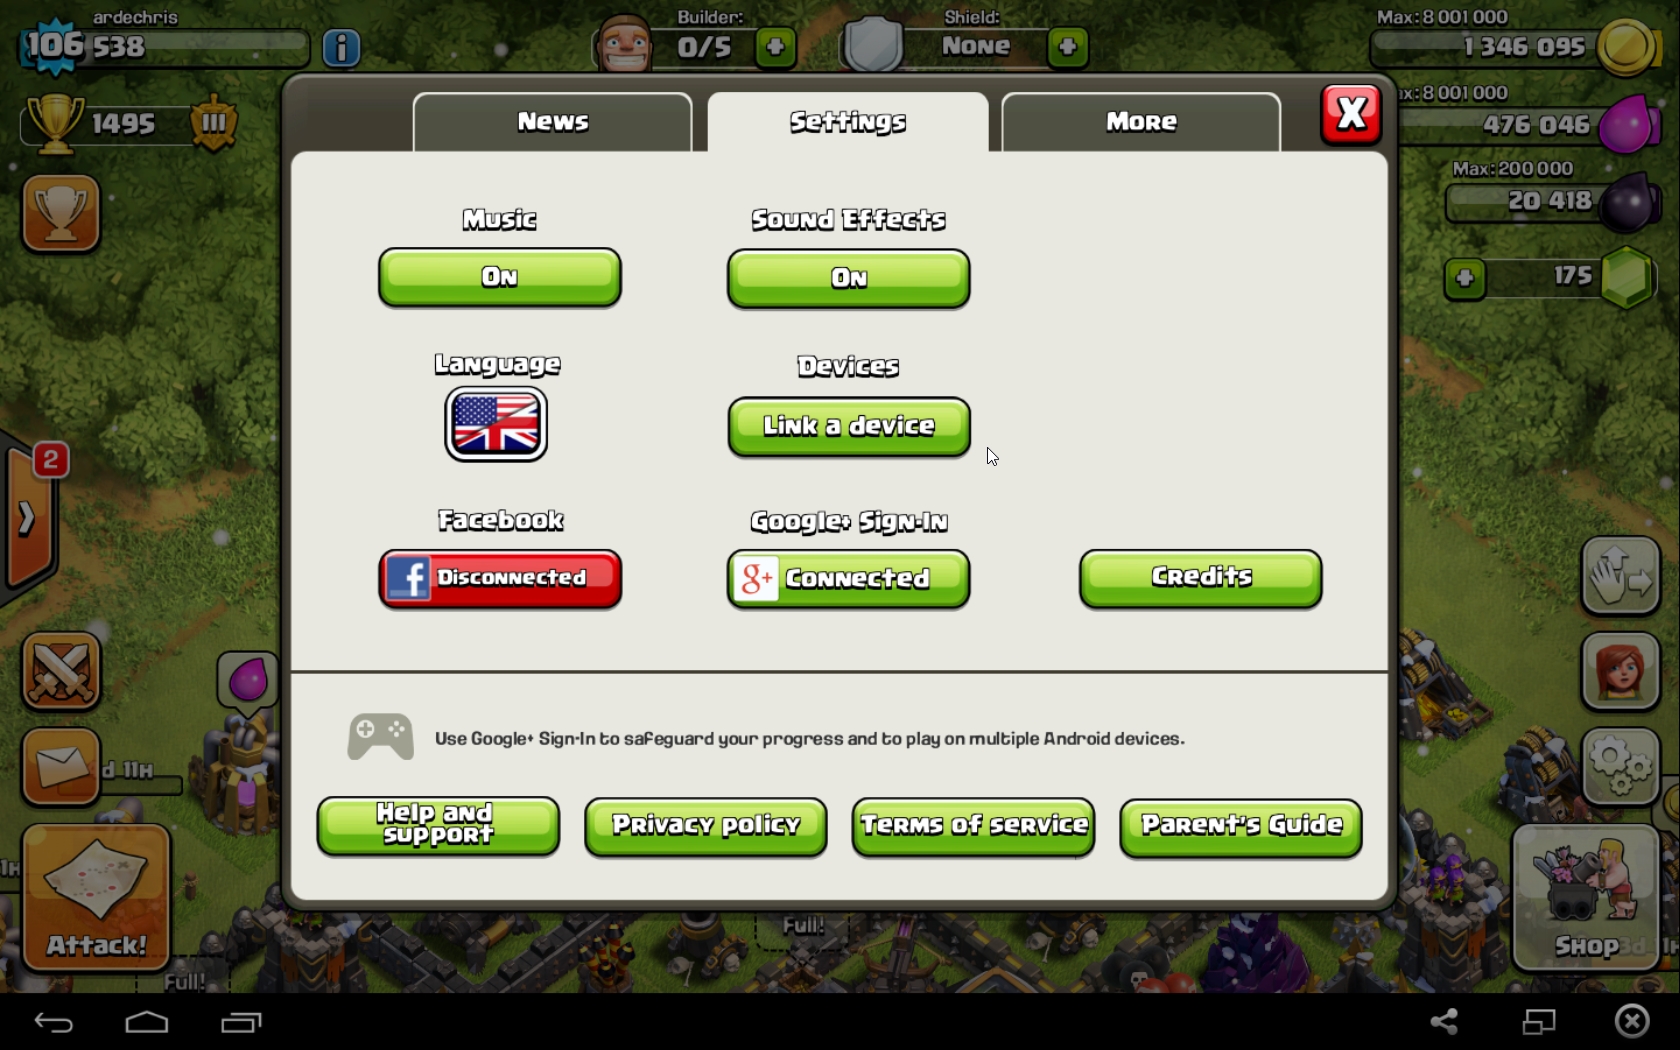 ardechris
Builder:
Shield:
Max: 8 001 000
106 538
i
0/5
None
1 346 095
x: 8 001 000
News
Settings
More
X
1495
III
476 046
Max: 200 000
20 418
Music
Sound Effects
On
On
175
Language
Devices
Link a device
2
Facebook
Google+ Sign-In
f Disconnected
g+ Connected
Credits
Use Google+ Sign-In to safeguard your progress and to play on multiple Android devices.
d 11H
Help and
support
Privacy policy
Terms of service
Parent's Guide
Attack!
Full!
Shop
Full!